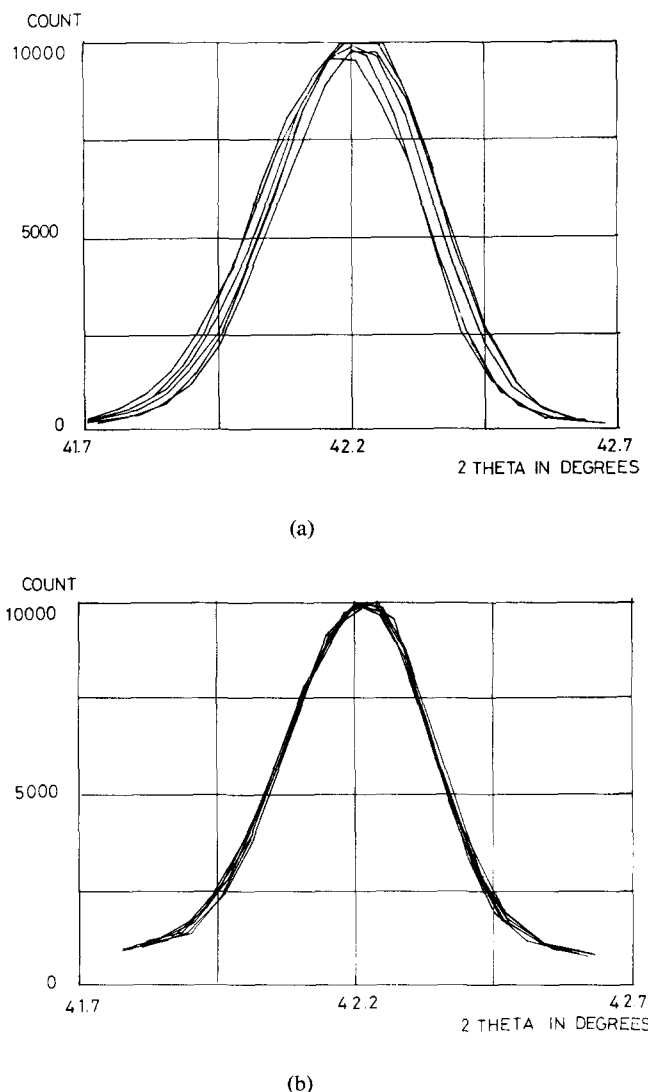 COUNT
10000
5000
0
41.7 42.2 42.7
2 THETA IN DEGREES
(a)
COUNT
10000
5000
0
41.7 42.2 42.7
2 THETA IN DEGREES
(b)